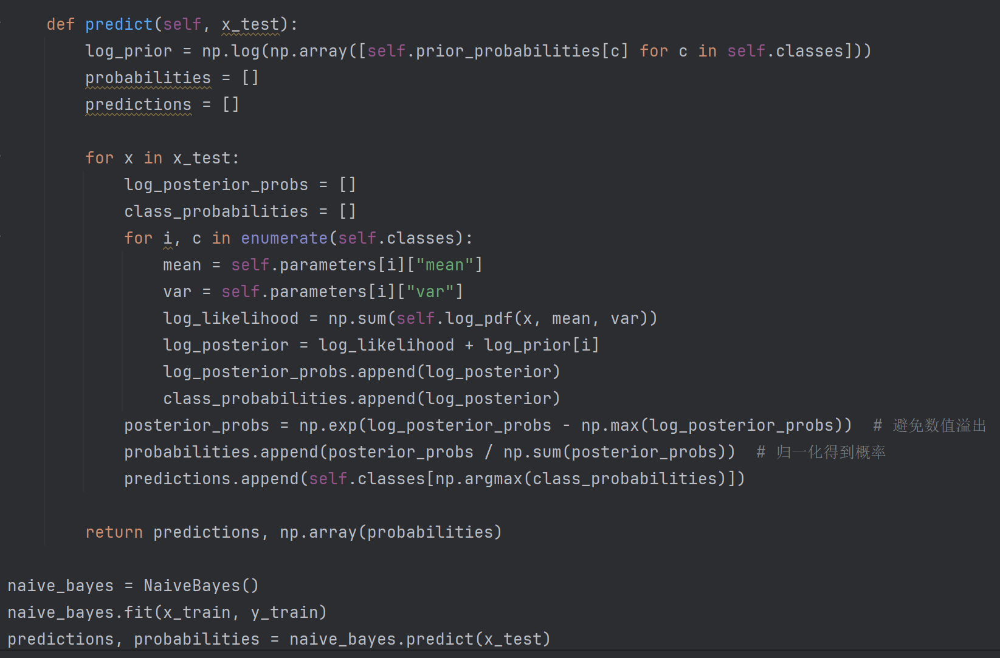 def predict(self, x_test):
log_prior = np.log(np.array([self.prior_probabilities[c] for c in self.classes]))
probabilities = []
predictions = []
for x in x_test:
log_posterior_probs = []
class_probabilities = []
for i, c in enumerate(self.classes):
mean = self.parameters[i]["mean"]
var = self.parameters[i]["var"]
log_likelihood = np.sum(self.log_pdf(x, mean, var))
log_posterior = log_likelihood + log_prior[i]
log_posterior_probs.append(log_posterior)
class_probabilities.append(log_posterior)
posterior_probs = np.exp(log_posterior_probs - np.max(log_posterior_probs))  # 避免数值溢出
probabilities.append(posterior_probs / np.sum(posterior_probs))  # 归一化得到概率
predictions.append(self.classes[np.argmax(class_probabilities)])
return predictions, np.array(probabilities)
naive_bayes = NaiveBayes()
naive_bayes.fit(x_train, y_train)
predictions, probabilities = naive_bayes.predict(x_test)